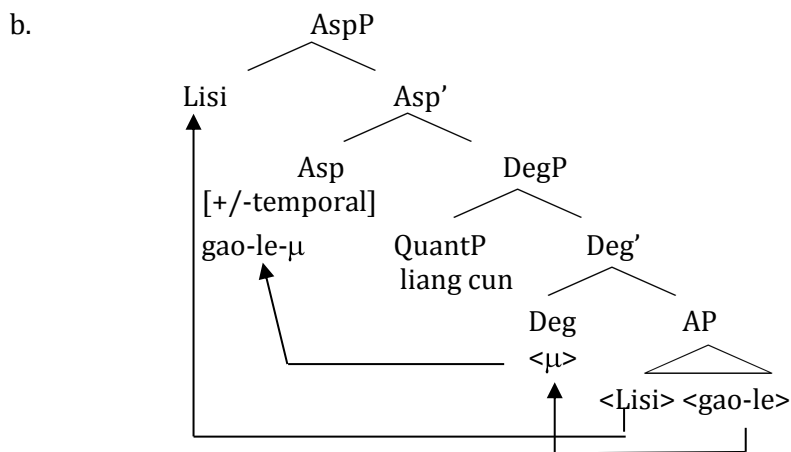 b. AspP
Lisi Asp’
Asp DegP
[+/-temporal]
gao-le-μ QuantP Deg’
liang cun
Deg AP
<μ>
<Lisi> <gao-le>